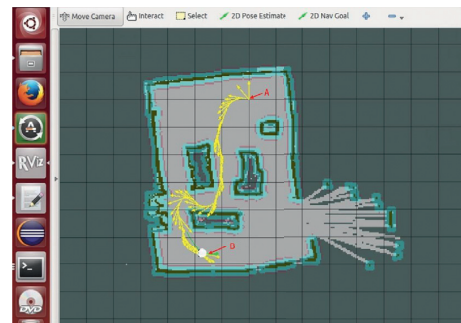 Move Camera Interact Select 2D Pose Estimate 2D Nav Goal
A
RViz
D
DVD